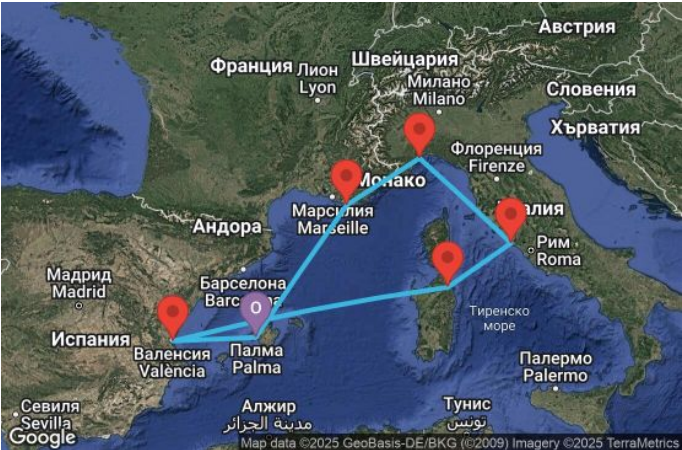 Австрия
Швейцария
Франция
Лион
Lyon
Милано
Milano
Словения
Хърватия
Флоренция
Firenze
Монако
Марсилия
Marseille
Италия
Рим
Roma
Андора
Барселона
Barcelona
Мадрид
Madrid
О
Тиренско
море
Испания
Валенсия
València
Палма
Palma
Палермо
Palermo
Севиля
Sevilla
Алжир
مدينة الجزائر
Тунис
تونس
Google
Map data ©2025 GeoBasis-DE/BKG (©2009) Imagery ©2025 TerraMetrics